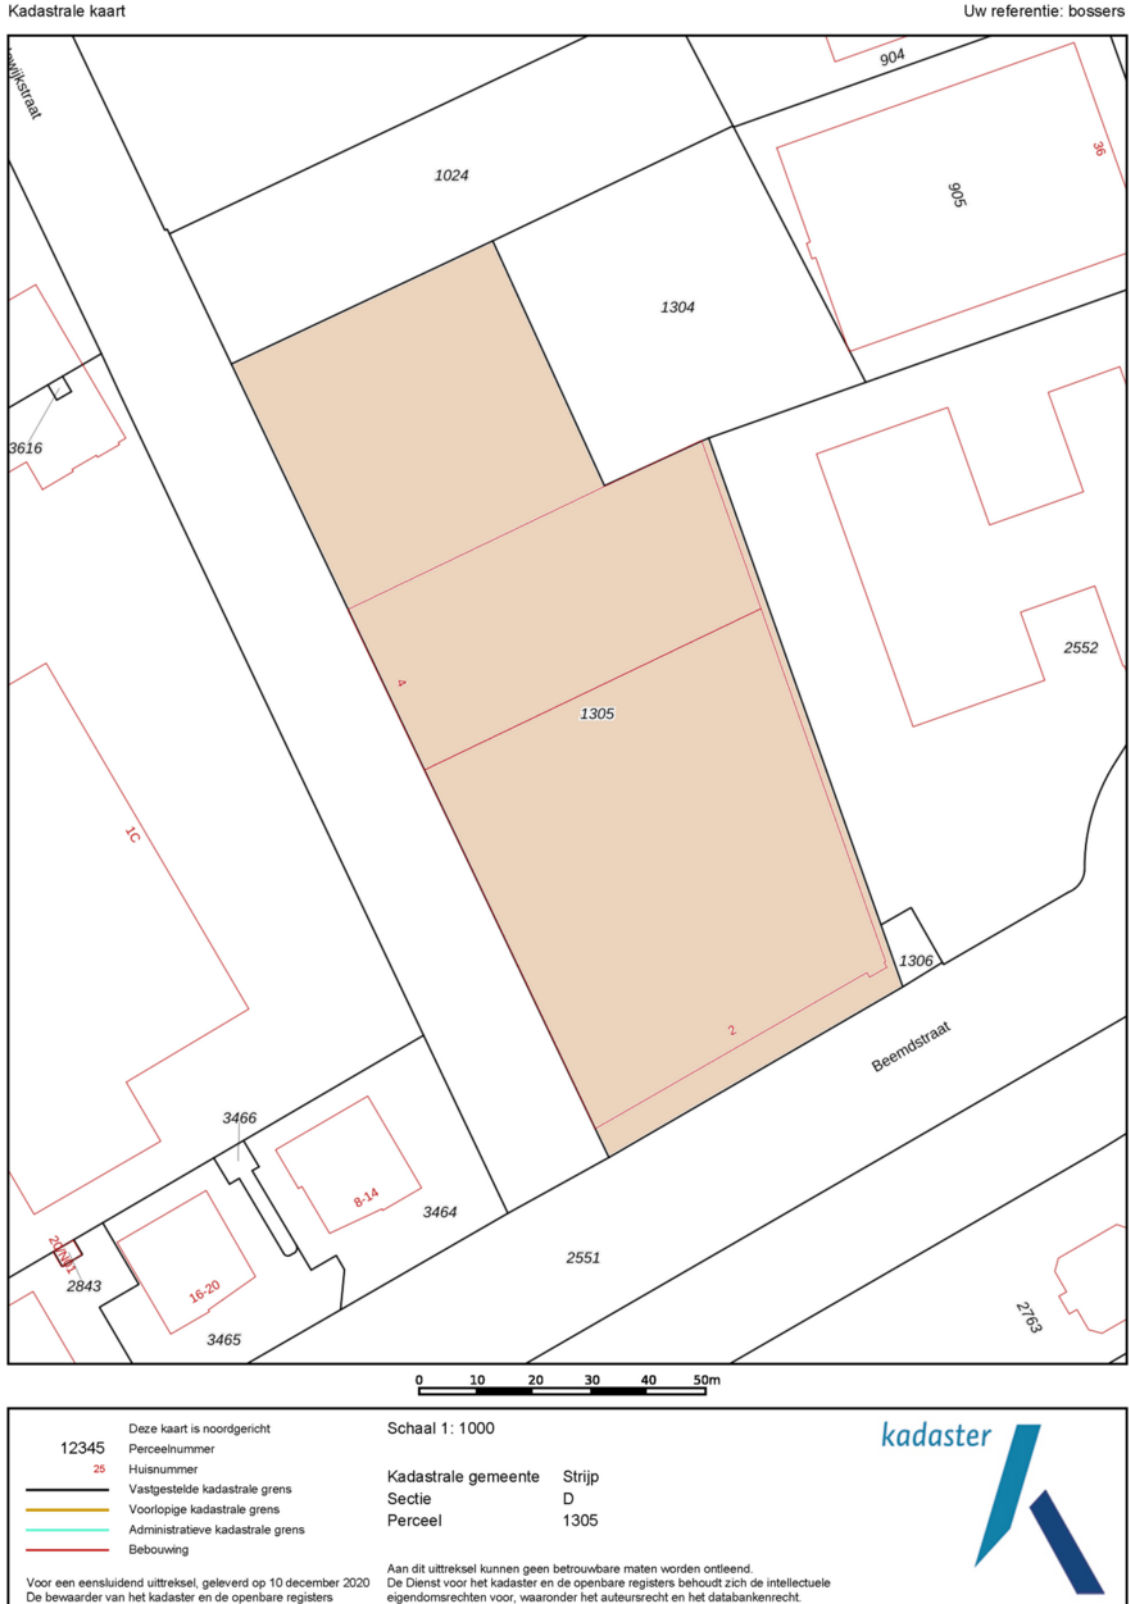 Kadastrale kaart
Uw referentie: bossers
904
36
1024
905
1304
3616
2552
4
1305
1C
1306
2
Beemdstraat
3466
8-14
3464
2551
2843
16-20
3465
2763
0 10 20 30 40 50m
Deze kaart is noordgericht
12345 Perceelnummer
25 Huisnummer
Vastgestelde kadastrale grens
Voorlopige kadastrale grens
Administratieve kadastrale grens
Bebouwing
Voor een eensluidend uittreksel, geleverd op 10 december 2020
De bewaarder van het kadaster en de openbare registers
Schaal 1: 1000
Kadastrale gemeente Strijp
Sectie D
Perceel 1305
Aan dit uittreksel kunnen geen betrouwbare maten worden ontleend.
De Dienst voor het kadaster en de openbare registers behoudt zich de intellectuele
eigendomsrechten voor, waaronder het auteursrecht en het databankenrecht.
kadaster